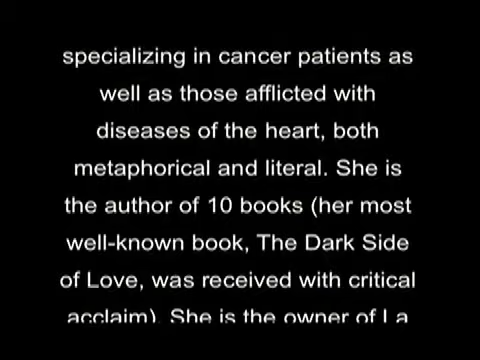 specializing in cancer patients as
well as those afflicted with
diseases of the heart, both
metaphorical and literal. She is
the author of 10 books (her most
well-known book, The Dark Side
of Love, was received with critical
acclaim). She is the owner of La